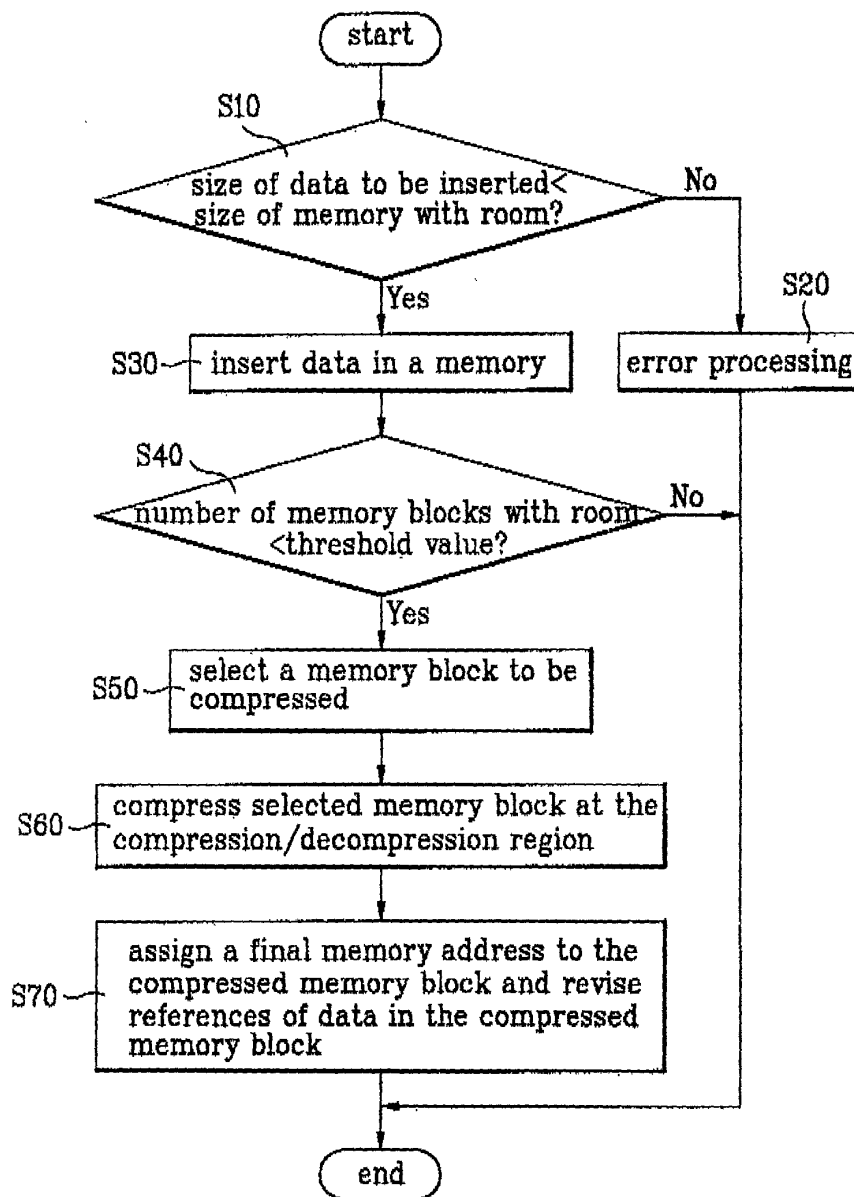 start
S10
size of data to be inserted<
size of memory with room?
No
Yes
S20
S30
insert data in a memory
error processing
S40
number of memory blocks with room
<threshold value?
No
Yes
S50
select a memory block to be
compressed
S60
compress selected memory block at the
compression/decompression region
S70
assign a final memory address to the
compressed memory block and revise
references of data in the compressed
memory block
end